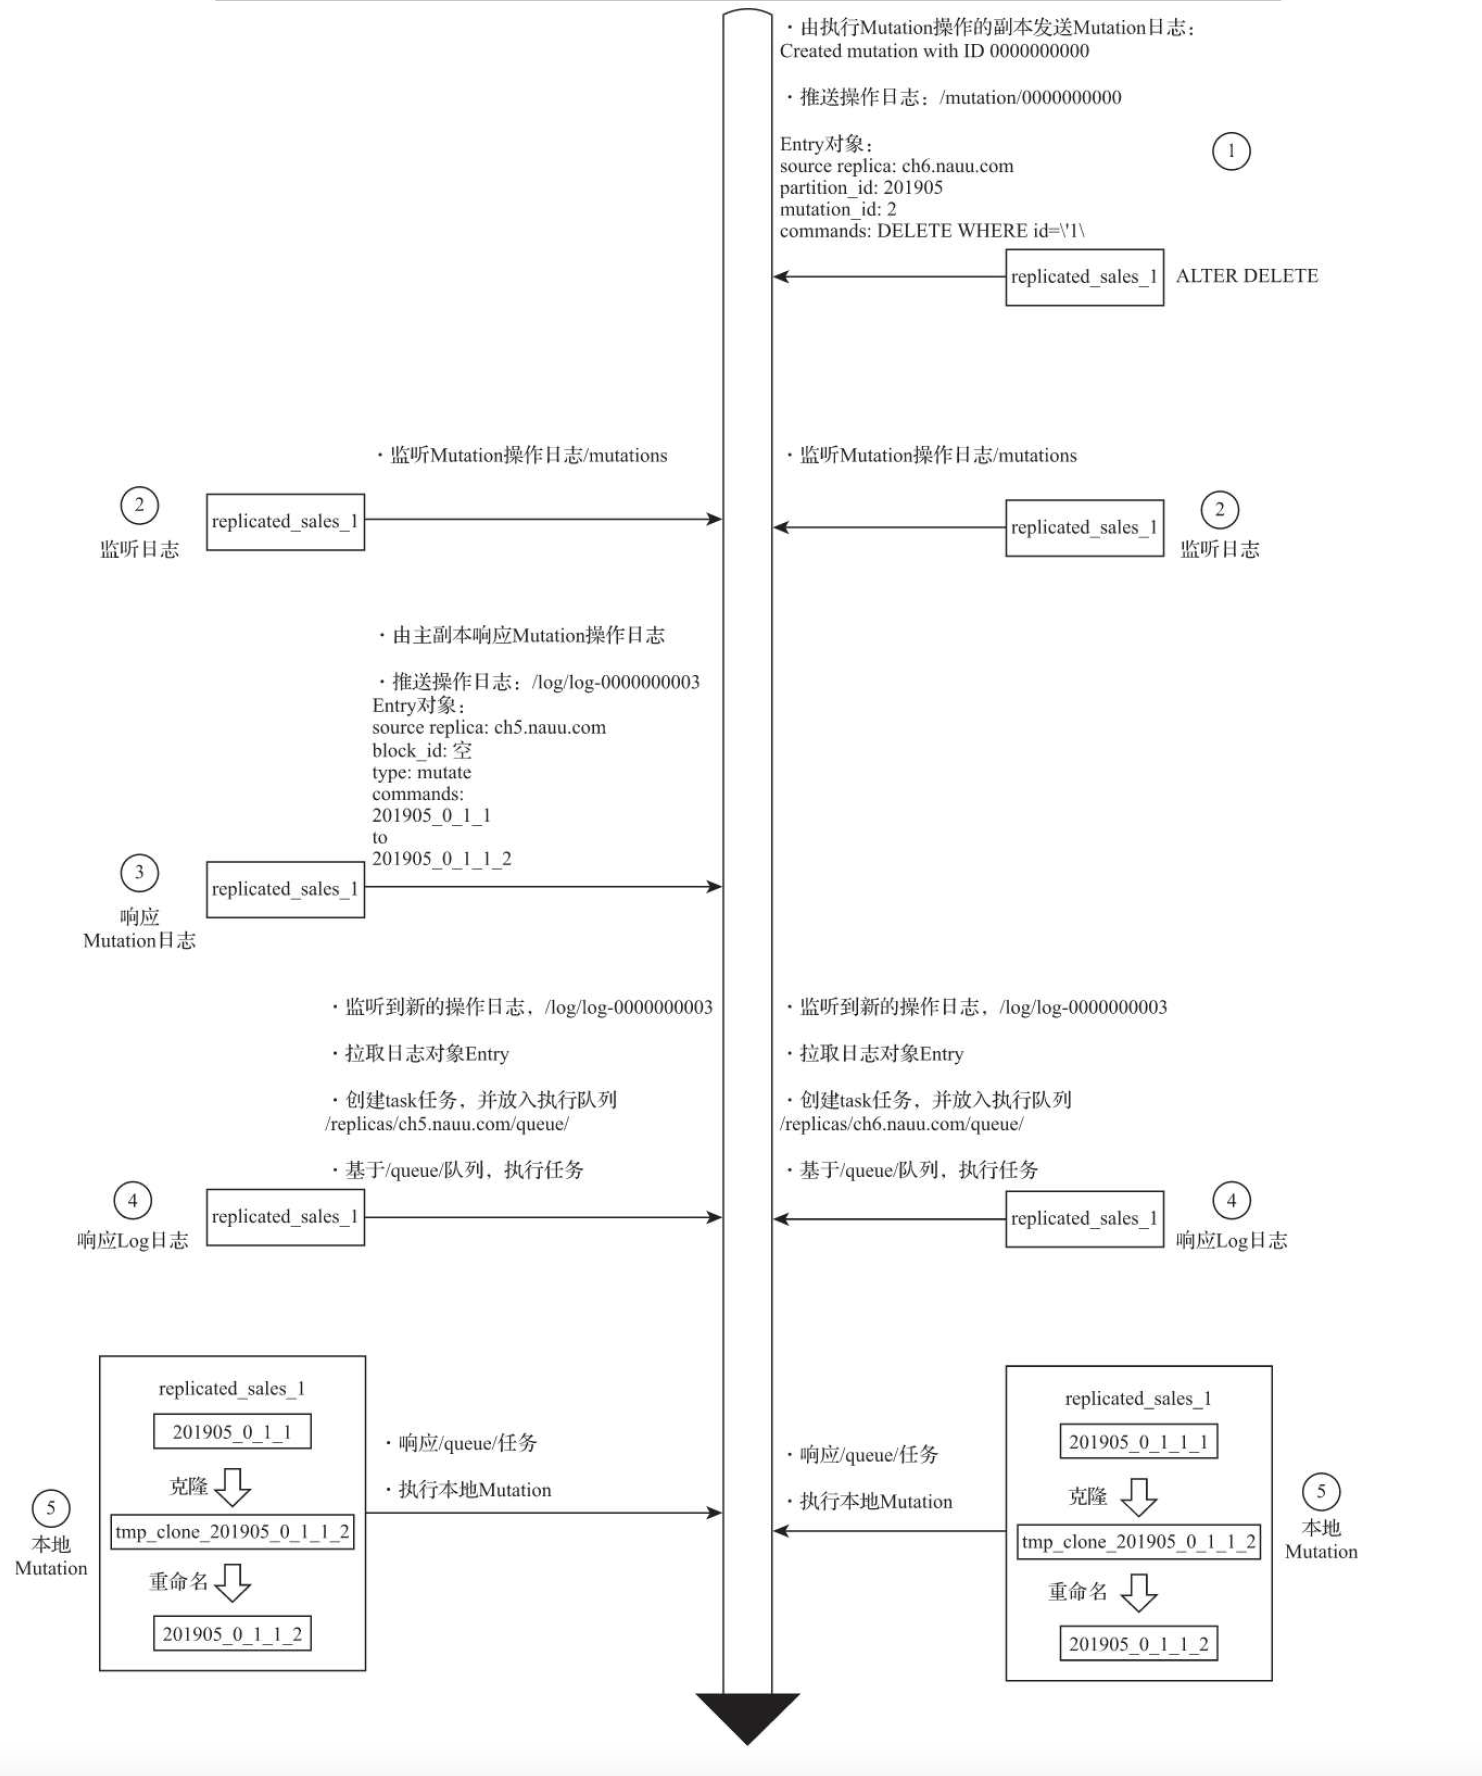 ·由执行Mutation操作的副本发送Mutation日志：
Created mutation with ID 0000000000
·推送操作日志：/mutation/0000000000
Entry对象：
source replica: ch6.nauu.com
partition_id: 201905
mutation_id: 2
commands: DELETE WHERE id=\'1\
1
replicated_sales_1
ALTER DELETE
·监听Mutation操作日志/mutations
2
replicated_sales_1
监听日志
·监听Mutation操作日志/mutations
replicated_sales_1
2
监听日志
·由主副本响应Mutation操作日志
·推送操作日志：/log/log-0000000003
Entry对象：
source replica: ch5.nauu.com
block_id: 空
type: mutate
commands:
201905_0_1_1
to
201905_0_1_1_2
3
replicated_sales_1
响应
Mutation日志
·监听到新的操作日志，/log/log-0000000003
·拉取日志对象Entry
·创建task任务，并放入执行队列
/replicas/ch5.nauu.com/queue/
·基于/queue/队列，执行任务
4
replicated_sales_1
响应Log日志
·监听到新的操作日志，/log/log-0000000003
·拉取日志对象Entry
·创建task任务，并放入执行队列
/replicas/ch6.nauu.com/queue/
·基于/queue/队列，执行任务
replicated_sales_1
4
响应Log日志
replicated_sales_1
201905_0_1_1
克隆
tmp_clone_201905_0_1_1_2
重命名
201905_0_1_1_2
5
本地
Mutation
·响应/queue/任务
·执行本地Mutation
·响应/queue/任务
·执行本地Mutation
replicated_sales_1
201905_0_1_1_1
克隆
tmp_clone_201905_0_1_1_2
重命名
201905_0_1_1_2
5
本地
Mutation